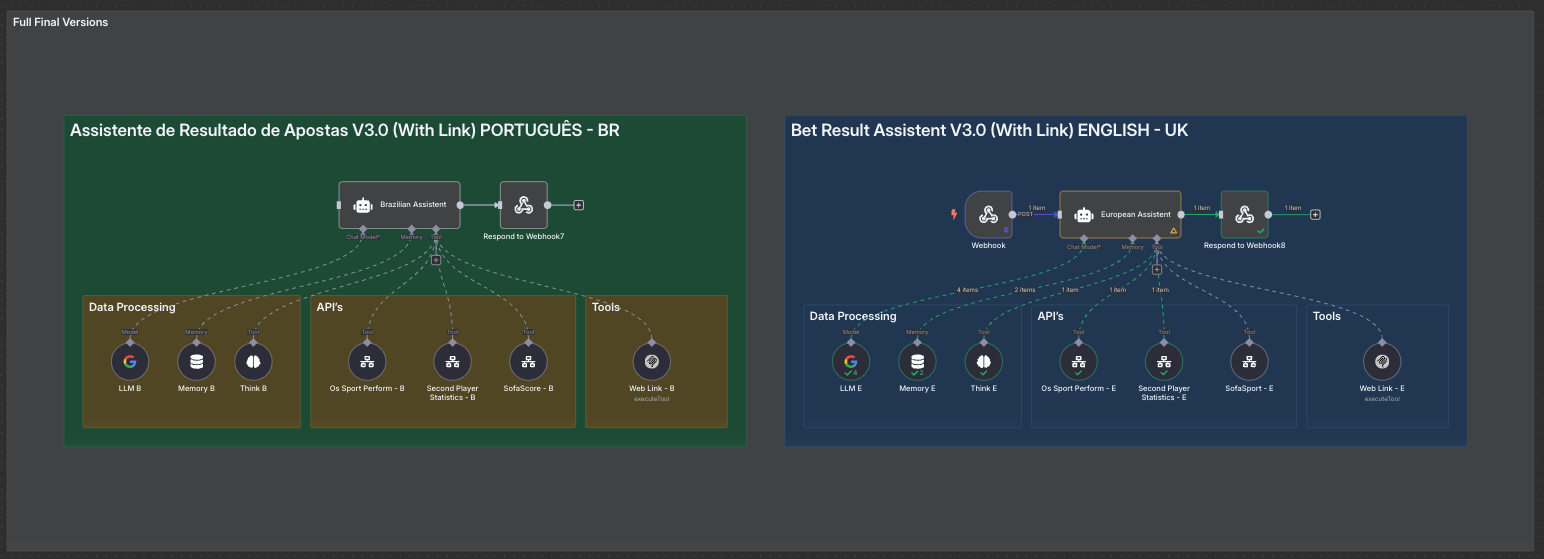 Full Final Versions
Assistente de Resultado de Apostas V3.0 (With Link) PORTUGUÊS - BR
Brazilian Assistent
Respond to Webhook7
Chat Model*
Memory
Tool
Data Processing
API's
Tools
Model
Memory
Tool
Tool
Tool
Tool
Tool
LLM B
Memory B
Think B
Os Sport Perform - B
Second Player
Statistics - B
SofaScore - B
Web Link - B
executeTool
Bet Result Assistent V3.0 (With Link) ENGLISH - UK
Webhook
POST
1 item
European Assistent
1 item
Respond to Webhook8
1 item
Chat Model*
Memory
Tool
4 items
2 items
1 item
1 item
1 item
Data Processing
API's
Tools
Model
Memory
Tool
Tool
Tool
Tool
Tool
4
2
LLM E
Memory E
Think E
Os Sport Perform - E
Second Player
Statistics - E
SofaSport - E
Web Link - E
executeTool